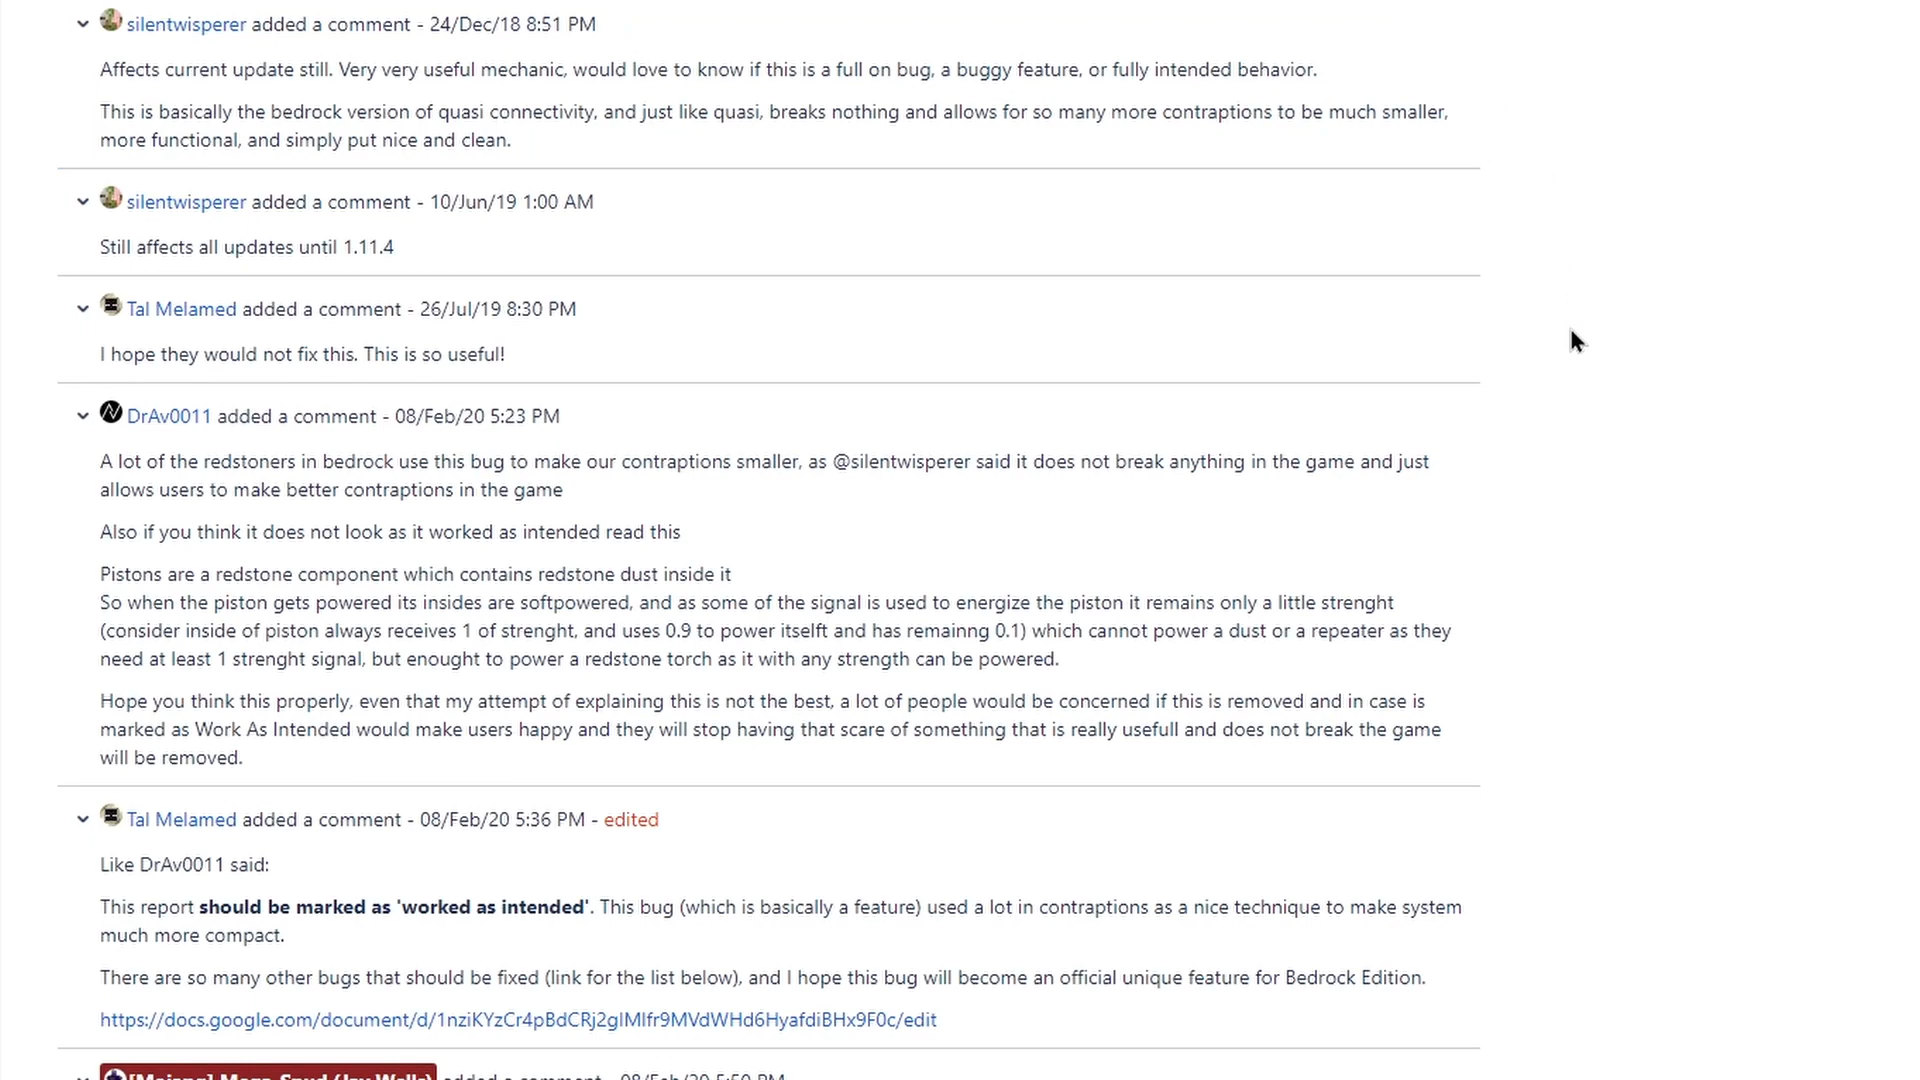 silentwisperer added a comment - 24/Dec/18 8:51 PM
Affects current update still. Very very useful mechanic, would love to know if this is a full on bug, a buggy feature, or fully intended behavior.
This is basically the bedrock version of quasi connectivity, and just like quasi, breaks nothing and allows for so many more contraptions to be much smaller,
more functional, and simply put nice and clean.
silentwisperer added a comment - 10/Jun/19 1:00 AM
Still affects all updates until 1.11.4
Tal Melamed added a comment - 26/Jul/19 8:30 PM
I hope they would not fix this. This is so useful!
DrAv0011 added a comment - 08/Feb/20 5:23 PM
A lot of the redstoners in bedrock use this bug to make our contraptions smaller, as @silentwisperer said it does not break anything in the game and just
allows users to make better contraptions in the game
Also if you think it does not look as it worked as intended read this
Pistons are a redstone component which contains redstone dust inside it
So when the piston gets powered its insides are softpowered, and as some of the signal is used to energize the piston it remains only a little strenght
(consider inside of piston always receives 1 of strenght, and uses 0.9 to power itselft and has remainng 0.1) which cannot power a dust or a repeater as they
need at least 1 strenght signal, but enought to power a redstone torch as it with any strength can be powered.
Hope you think this properly, even that my attempt of explaining this is not the best, a lot of people would be concerned if this is removed and in case is
marked as Work As Intended would make users happy and they will stop having that scare of something that is really usefull and does not break the game
will be removed.
Tal Melamed added a comment - 08/Feb/20 5:36 PM - edited
Like DrAv0011 said:
This report should be marked as 'worked as intended'. This bug (which is basically a feature) used a lot in contraptions as a nice technique to make system
much more compact.
There are so many other bugs that should be fixed (link for the list below), and I hope this bug will become an official unique feature for Bedrock Edition.
https://docs.google.com/document/d/1nziKYzCr4pBdCRj2glMlfr9MVdWHd6HyafdiBHx9F0c/edit
[Mojang] Mega_Spud (Jay Wells) added a comment - 08/Feb/20 5:50 PM